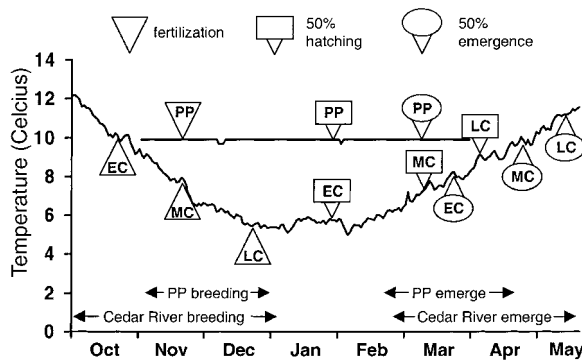 fertilization
50%
hatching
50%
emergence
Temperature (Celcius)
14
12
10
8
6
4
2
0
PP
PP
PP
LC
EC
MC
LC
MC
EC
MC
EC
LC
PP breeding
PP emerge
Cedar River breeding
Cedar River emerge
Oct
Nov
Dec
Jan
Feb
Mar
Apr
May